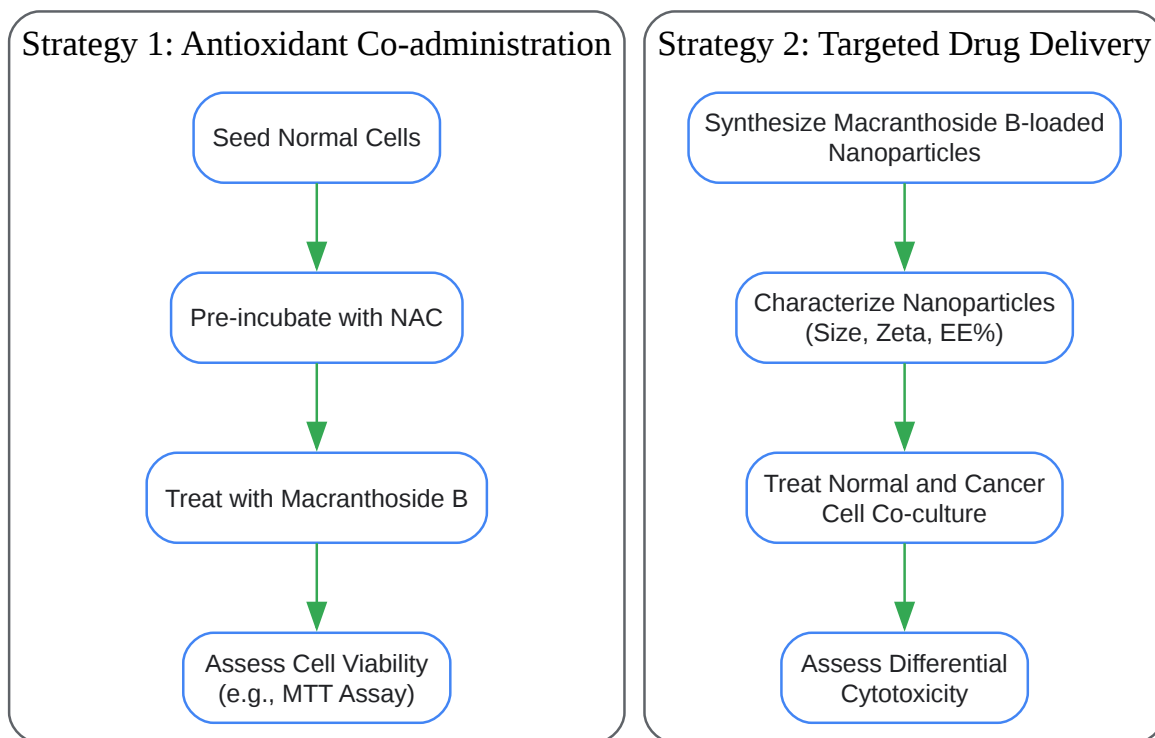 Strategy 1: Antioxidant Co-administration
Seed Normal Cells
Pre-incubate with NAC
Treat with Macranthoside B
Assess Cell Viability
(e.g., MTT Assay)
Strategy 2: Targeted Drug Delivery
Synthesize Macranthoside B-loaded
Nanoparticles
Characterize Nanoparticles
(Size, Zeta, EE%)
Treat Normal and Cancer
Cell Co-culture
Assess Differential
Cytotoxicity